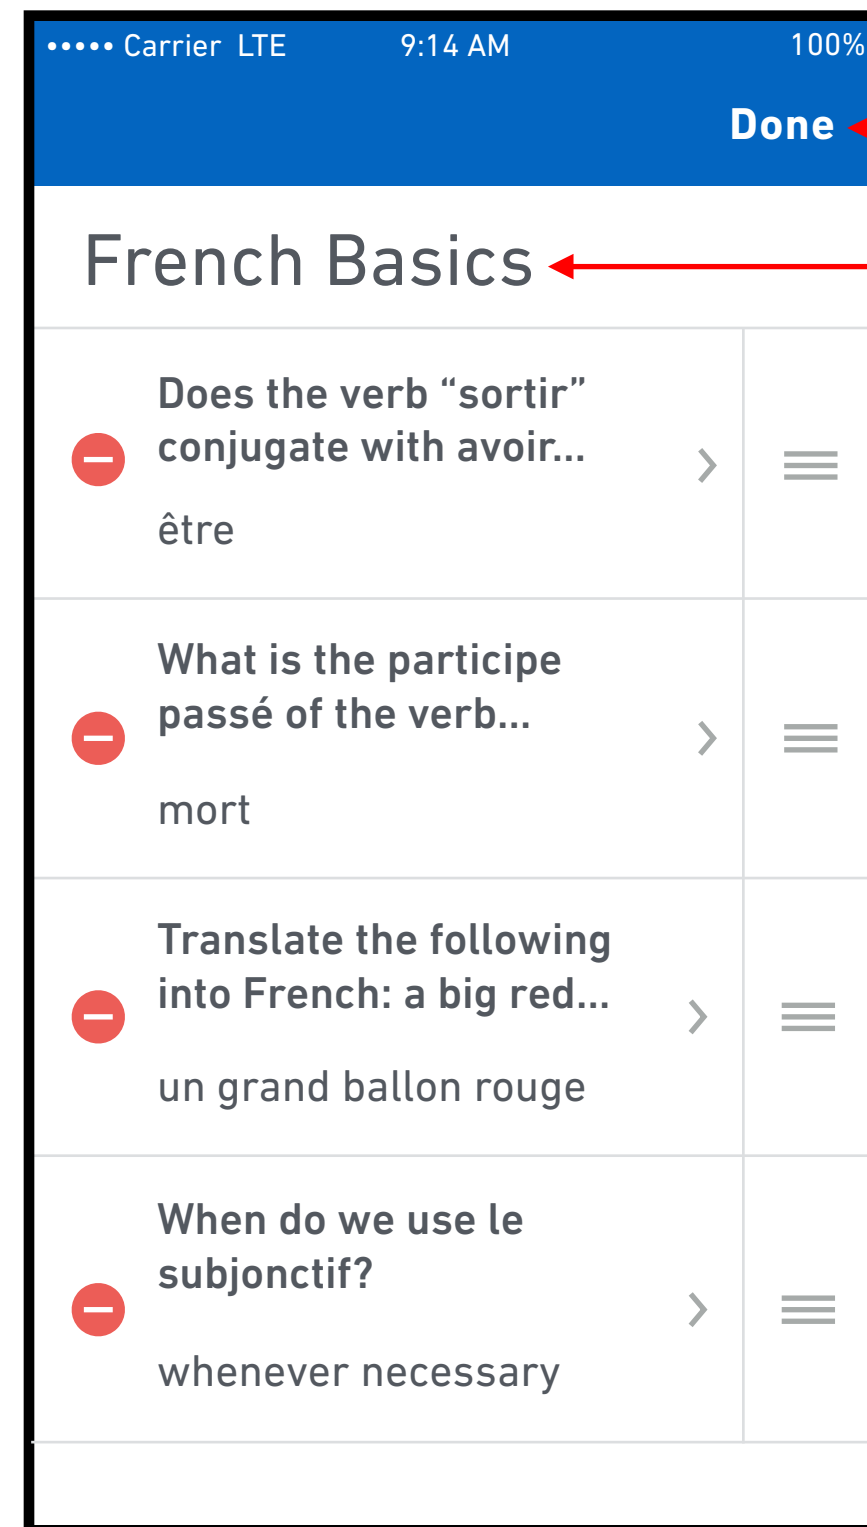 Carrier LTE 9:14 AM 100%
Done
French Basics
Does the verb “sortir”
conjugate with avoir...
être
What is the participe
passé of the verb...
mort
Translate the following
into French: a big red...
un grand ballon rouge
When do we use le
subjonctif?
whenever necessary